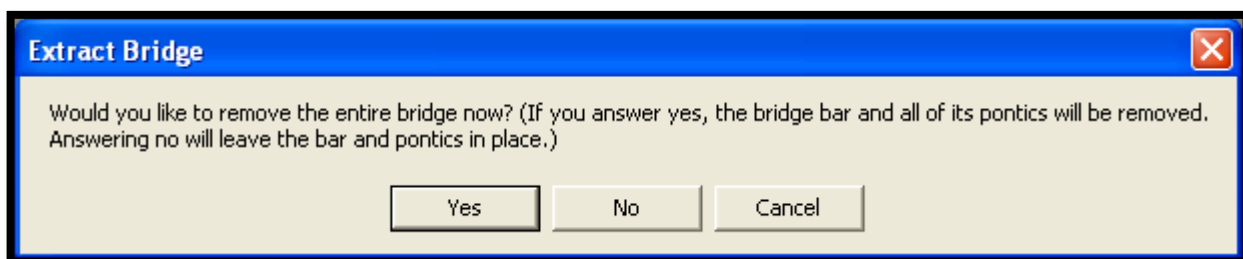 Extract Bridge
Would you like to remove the entire bridge now? (If you answer yes, the bridge bar and all of its pontics will be removed.
Answering no will leave the bar and pontics in place.)
Yes No Cancel